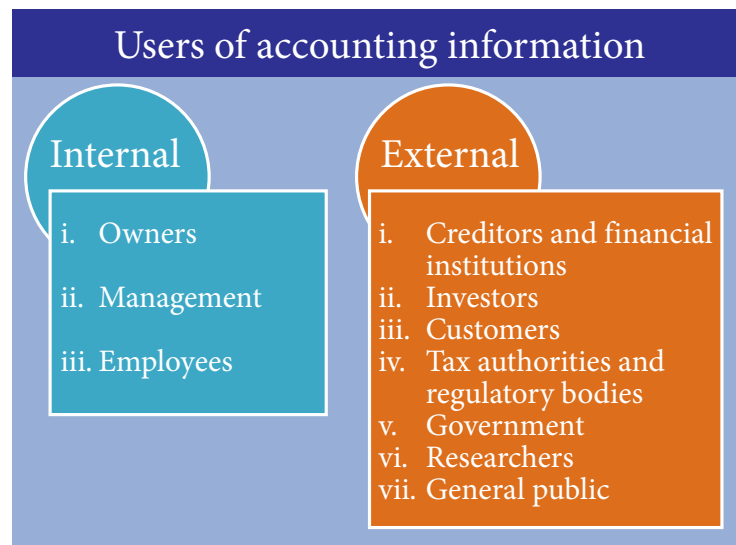 Users of accounting information
Internal
i. Owners
ii. Management
iii. Employees
External
i. Creditors and financial
institutions
ii. Investors
iii. Customers
iv. Tax authorities and
regulatory bodies
v. Government
vi. Researchers
vii. General public